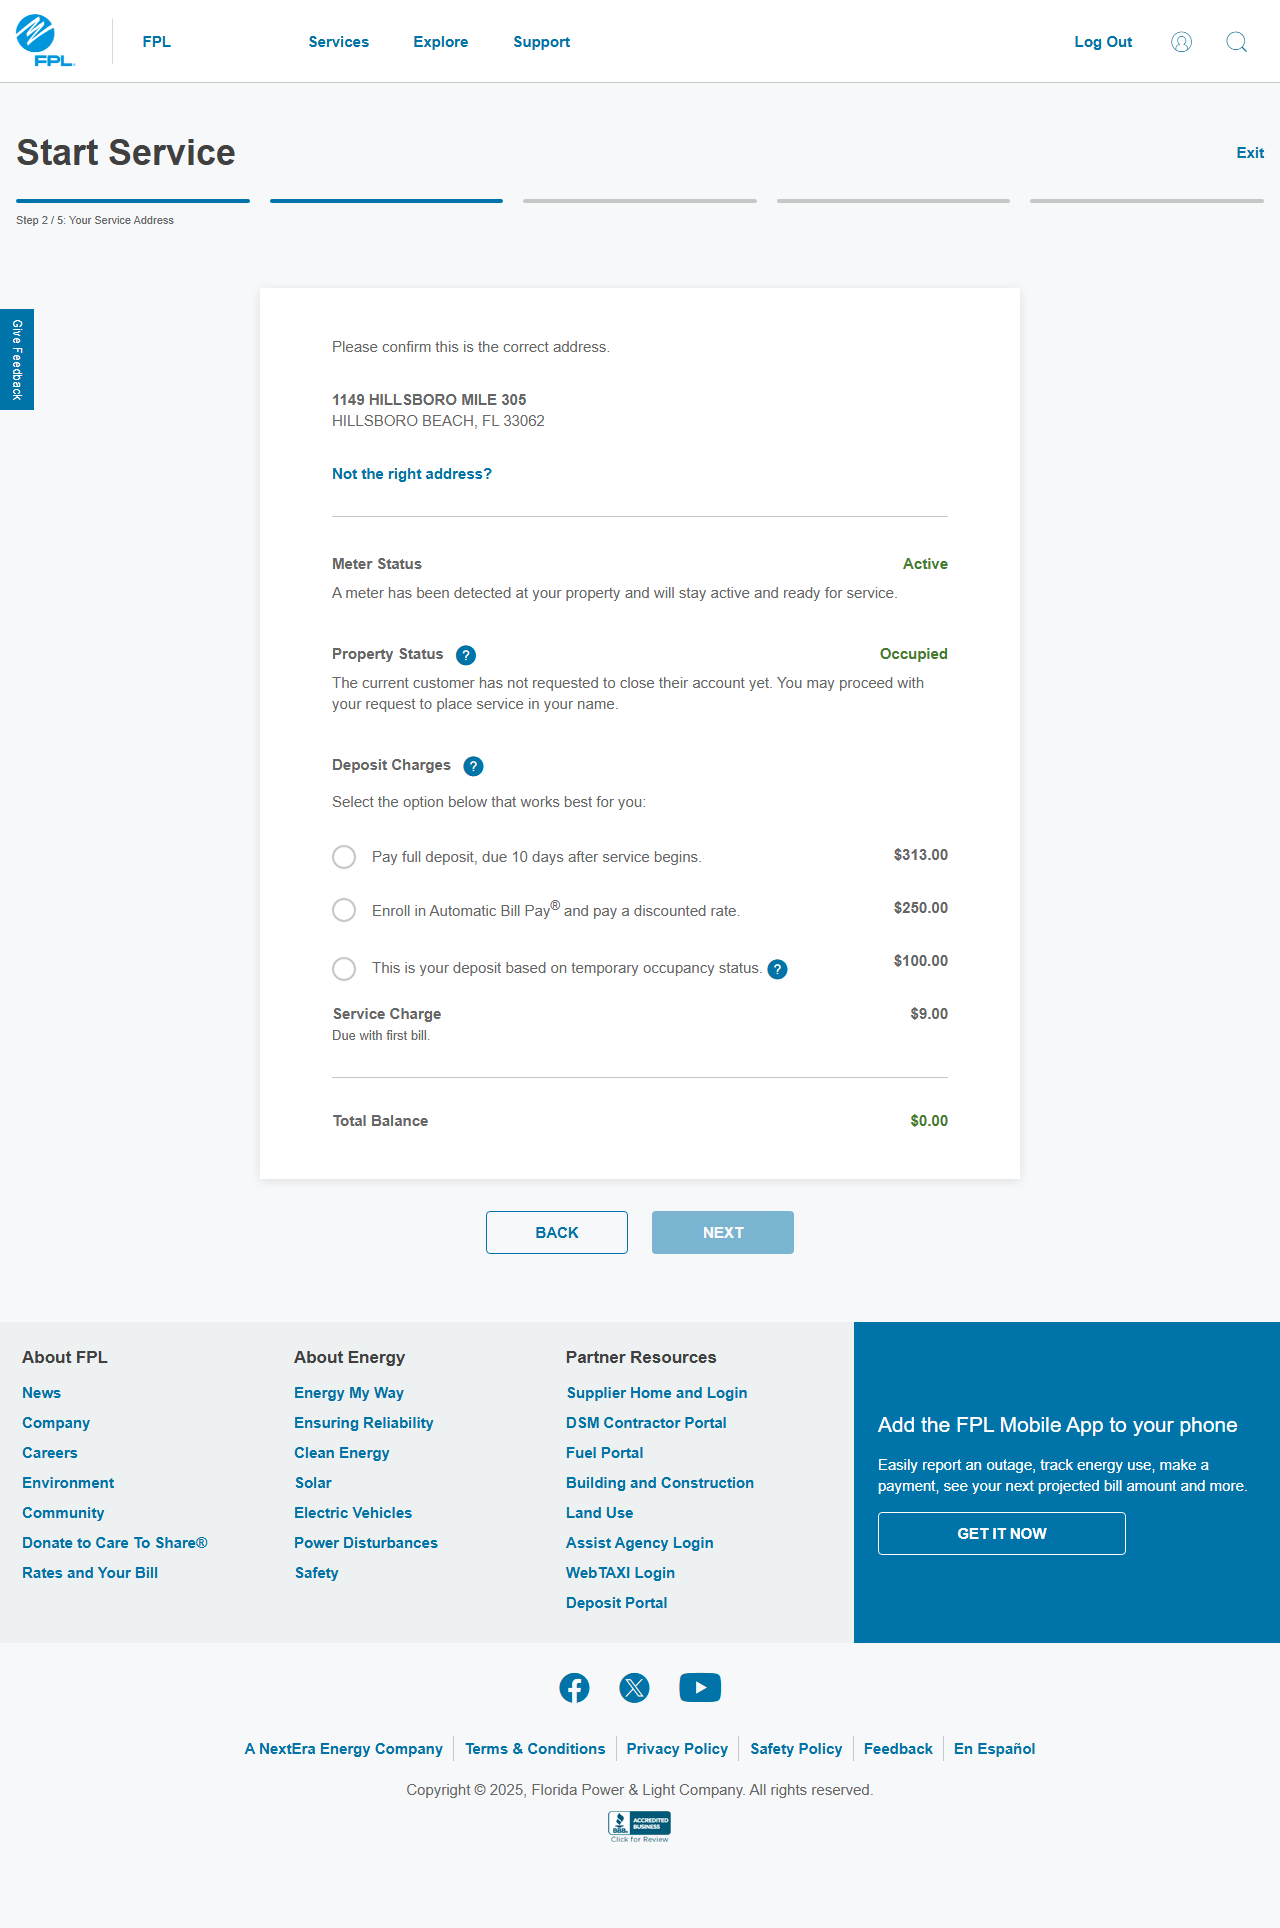 FPL
FPL
Services
Explore
Support
Log Out
Start Service
Exit
Step 2 / 5: Your Service Address
Give Feedback
Please confirm this is the correct address.
1149 HILLSBORO MILE 305
HILLSBORO BEACH, FL 33062
Not the right address?
Meter Status Active
A meter has been detected at your property and will stay active and ready for service.
Property Status ? Occupied
The current customer has not requested to close their account yet. You may proceed with
your request to place service in your name.
Deposit Charges ?
Select the option below that works best for you:
Pay full deposit, due 10 days after service begins. $313.00
Enroll in Automatic Bill Pay® and pay a discounted rate. $250.00
This is your deposit based on temporary occupancy status. ? $100.00
Service Charge $9.00
Due with first bill.
Total Balance $0.00
BACK
NEXT
About FPL
News
Company
Careers
Environment
Community
Donate to Care To Share®
Rates and Your Bill
About Energy
Energy My Way
Ensuring Reliability
Clean Energy
Solar
Electric Vehicles
Power Disturbances
Safety
Partner Resources
Supplier Home and Login
DSM Contractor Portal
Fuel Portal
Building and Construction
Land Use
Assist Agency Login
WebTAXI Login
Deposit Portal
Add the FPL Mobile App to your phone
Easily report an outage, track energy use, make a
payment, see your next projected bill amount and more.
GET IT NOW
A NextEra Energy Company
Terms & Conditions
Privacy Policy
Safety Policy
Feedback
En Español
Copyright © 2025, Florida Power & Light Company. All rights reserved.
BBB.
ACCREDITED
BUSINESS
Click for Review